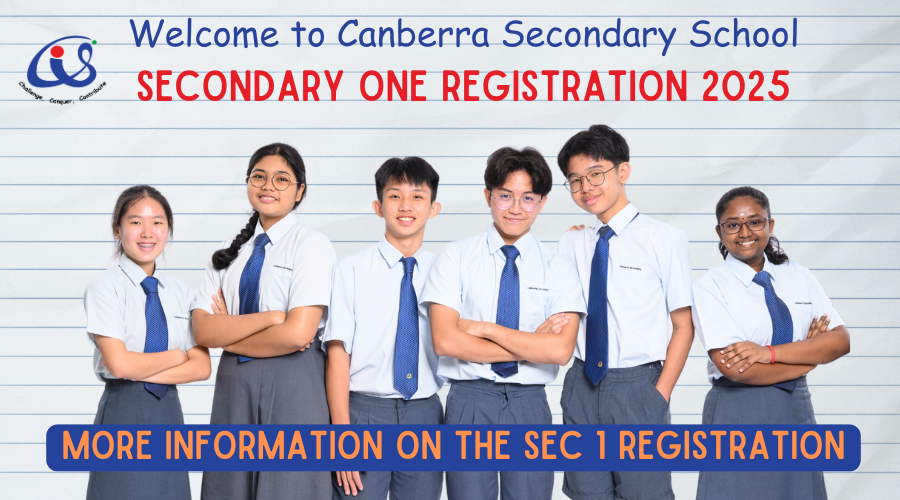 Welcome to Canberra Secondary School
SECONDARY ONE REGISTRATION 2025
Challenge. Conquer. Contribute
MORE INFORMATION ON THE SEC 1 REGISTRATION